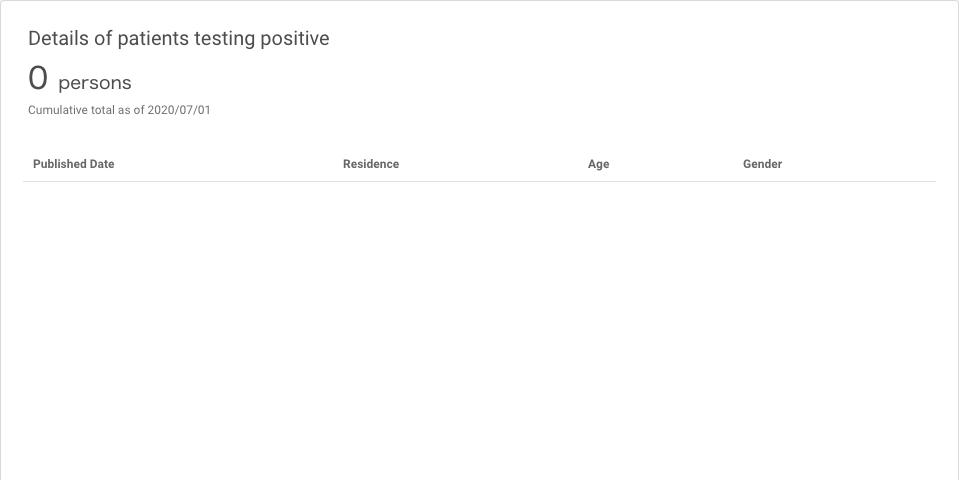 Details of patients testing positive
0 persons
Cumulative total as of 2020/07/01
Published Date Residence Age Gender